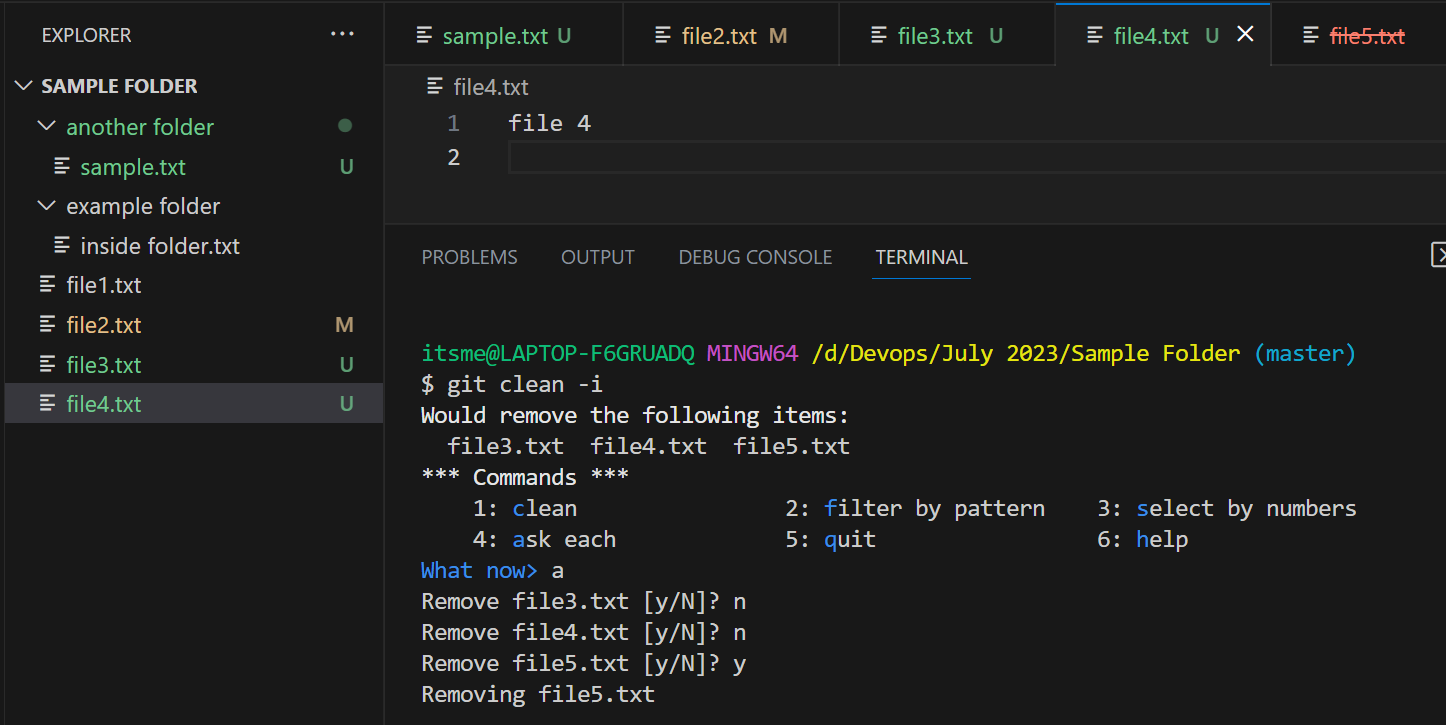 EXPLORER ...
SAMPLE FOLDER
another folder
sample.txt U
example folder
inside folder.txt
file1.txt
file2.txt M
file3.txt U
file4.txt U
sample.txt U file2.txt M file3.txt U file4.txt U file5.txt
file4.txt
1 file 4
2
PROBLEMS OUTPUT DEBUG CONSOLE TERMINAL
itsme@LAPTOP-F6GRUADQ MINGW64 /d/Devops/July 2023/Sample Folder (master)
$ git clean -i
Would remove the following items:
file3.txt file4.txt file5.txt
*** Commands ***
1: clean 2: filter by pattern 3: select by numbers
4: ask each 5: quit 6: help
What now> a
Remove file3.txt [y/N]? n
Remove file4.txt [y/N]? n
Remove file5.txt [y/N]? y
Removing file5.txt